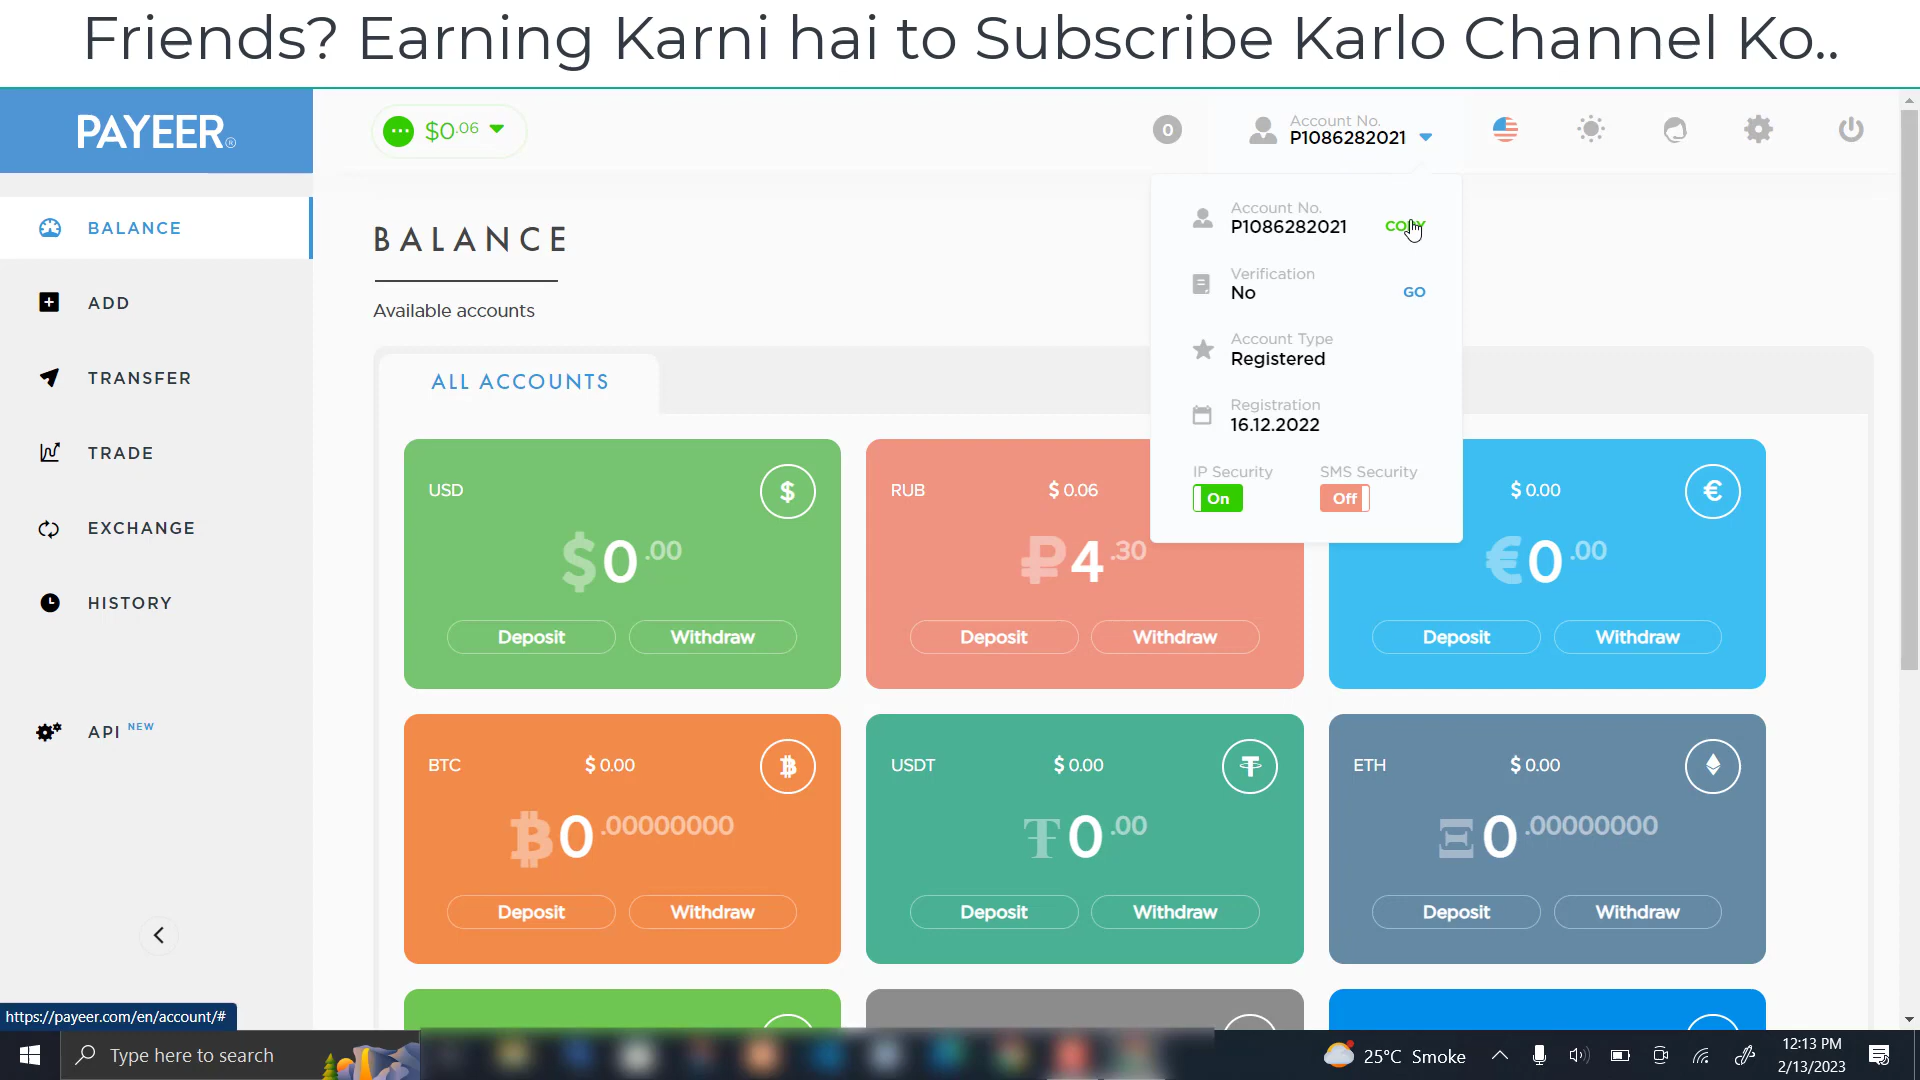 Friends? Earning Karni hai to Subscribe Karlo Channel Ko..
PAYEER®
$0.06
0
Account No.
P1086282021
BALANCE
ADD
TRANSFER
TRADE
EXCHANGE
HISTORY
API NEW
BALANCE
Available accounts
ALL ACCOUNTS
Account No.
P1086282021
COPY
Verification
No
GO
Account Type
Registered
Registration
16.12.2022
IP Security
On
SMS Security
Off
USD
$
$0.00
Deposit
Withdraw
RUB
$ 0.06
₽4.30
Deposit
Withdraw
$ 0.00
€
€0.00
Deposit
Withdraw
BTC
$ 0.00
₿0.00000000
Deposit
Withdraw
USDT
$ 0.00
₮0.00
Deposit
Withdraw
ETH
$ 0.00
Ξ0.00000000
Deposit
Withdraw
https://payeer.com/en/account/#
Type here to search
25°C Smoke
12:13 PM
2/13/2023